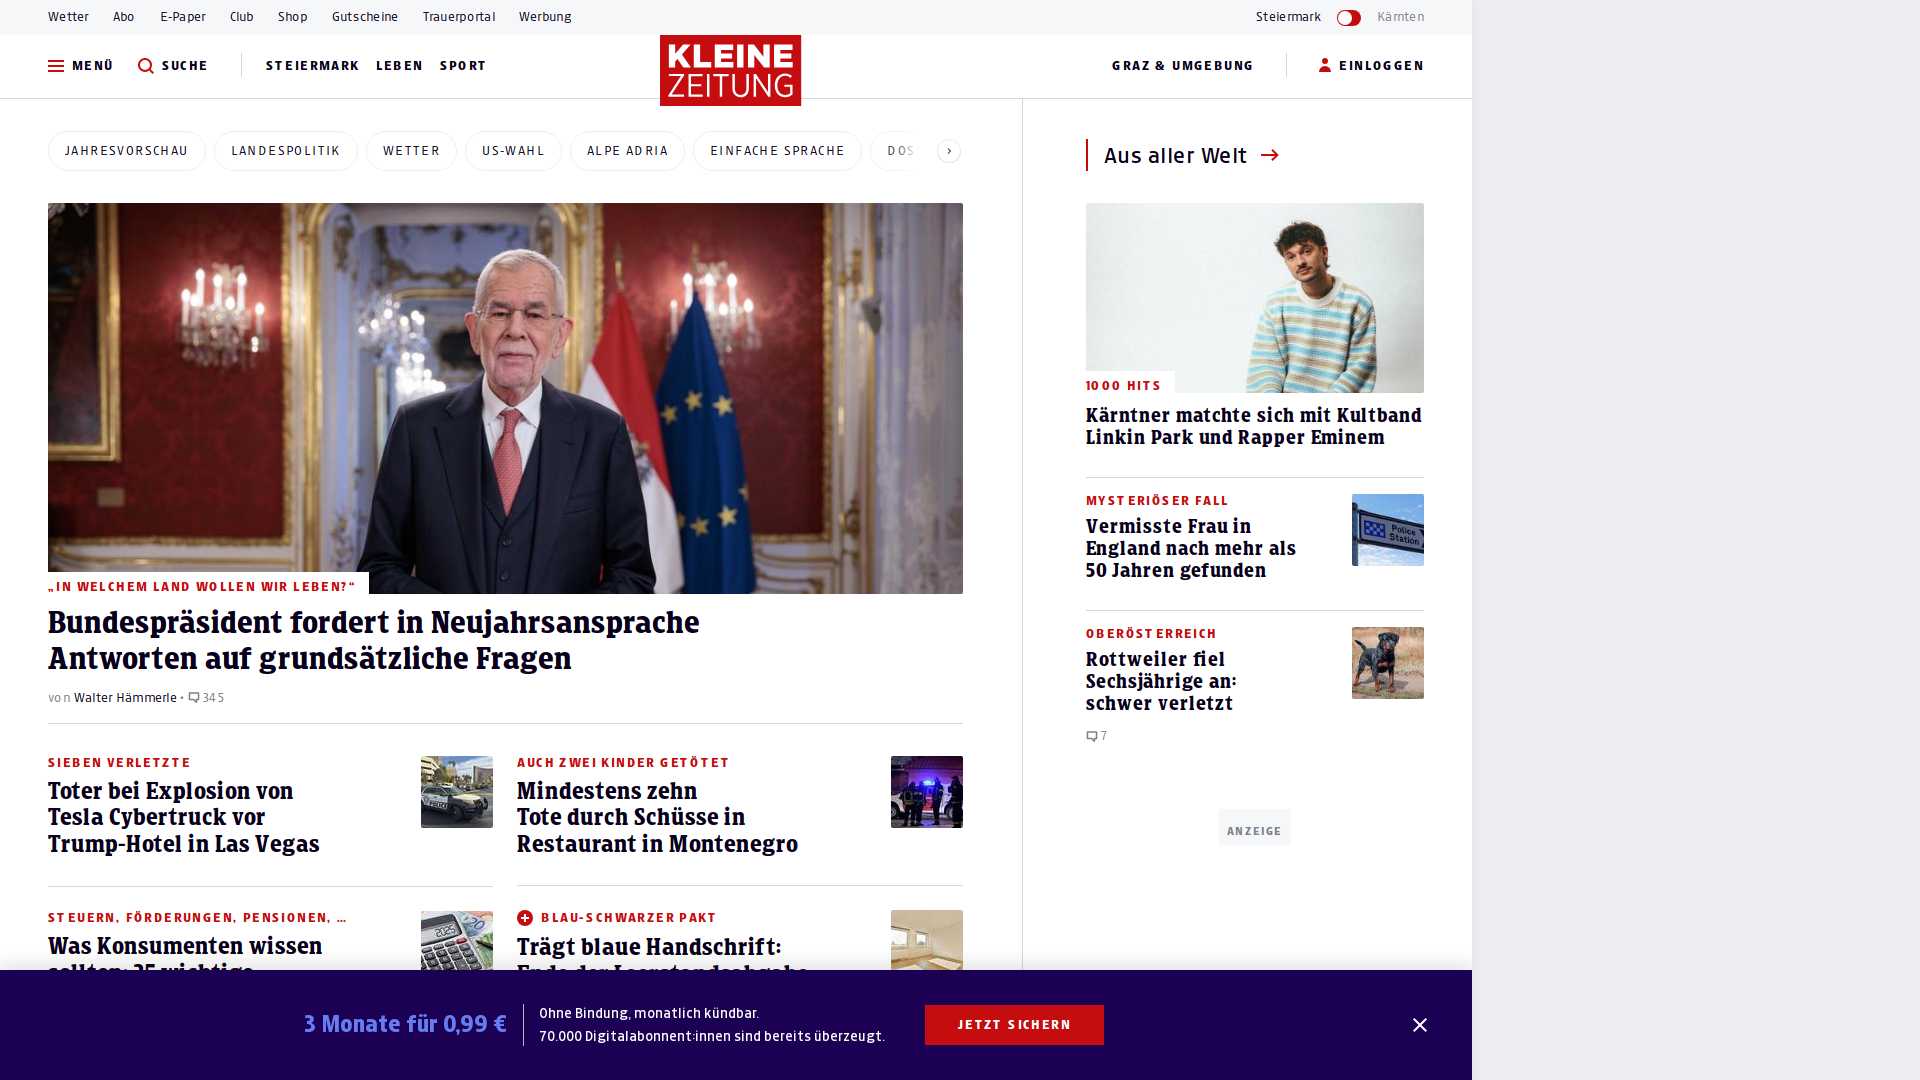 Wetter Abo E-Paper Club Shop Gutscheine Trauerportal Werbung
Steiermark Kärnten
MENÜ SUCHE STEIERMARK LEBEN SPORT
KLEINE
ZEITUNG
GRAZ & UMGEBUNG EINLOGGEN
JAHRESVORSCHAU LANDESPOLITIK WETTER US-WAHL ALPE ADRIA EINFACHE SPRACHE DOS
„IN WELCHEM LAND WOLLEN WIR LEBEN?“
Bundespräsident fordert in Neujahrsansprache
Antworten auf grundsätzliche Fragen
von Walter Hämmerle • 345
SIEBEN VERLETZTE
Toter bei Explosion von
Tesla Cybertruck vor
Trump-Hotel in Las Vegas
AUCH ZWEI KINDER GETÖTET
Mindestens zehn
Tote durch Schüsse in
Restaurant in Montenegro
STEUERN, FÖRDERUNGEN, PENSIONEN, …
Was Konsumenten wissen
sollten: 25 wichtige
BLAU-SCHWARZER PAKT
Trägt blaue Handschrift:
Ende der Leerstandsabgabe
Aus aller Welt
1000 HITS
Kärntner matchte sich mit Kultband
Linkin Park und Rapper Eminem
MYSTERIÖSER FALL
Vermisste Frau in
England nach mehr als
50 Jahren gefunden
Police
Station
OBERÖSTERREICH
Rottweiler fiel
Sechsjährige an:
schwer verletzt
7
ANZEIGE
3 Monate für 0,99 €
Ohne Bindung, monatlich kündbar.
70.000 Digitalabonnent:innen sind bereits überzeugt.
JETZT SICHERN